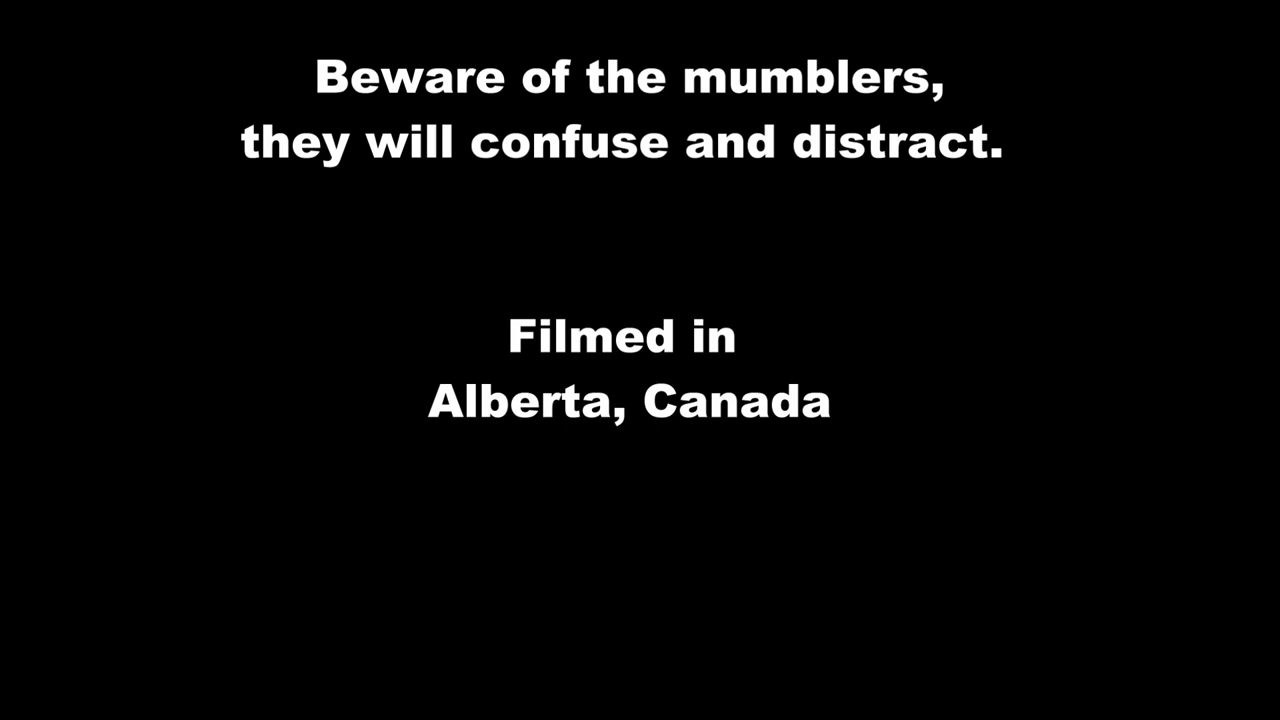 Beware of the mumblers,
they will confuse and distract.
Filmed in
Alberta, Canada